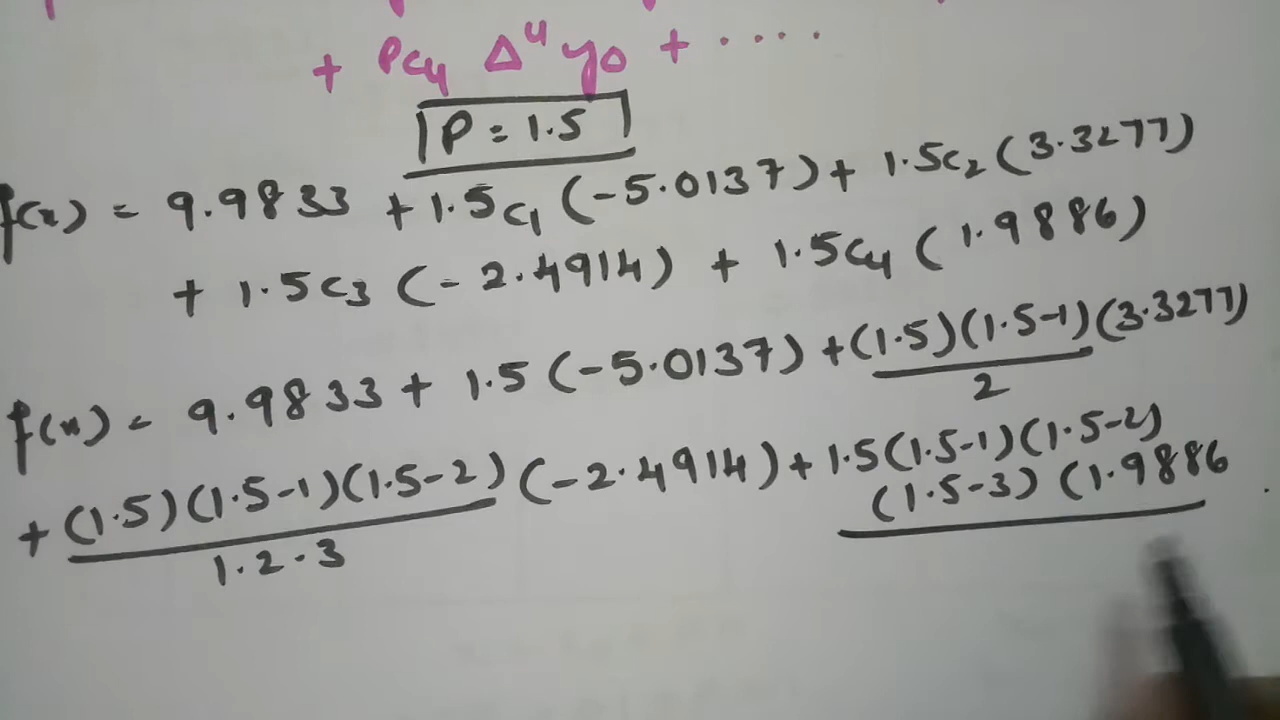 + Pc₄ Δ⁴ y₀ + ....
P = 1.5
f(x) = 9.9833 + 1.5c₁ (-5.0137) + 1.5c₂ (3.3277)
+ 1.5c₃ (-2.4914) + 1.5c₄ (1.9886)
f(x) = 9.9833 + 1.5 (-5.0137) + (1.5)(1.5-1)(3.3277)
2
+ (1.5)(1.5-1)(1.5-2) (-2.4914) + 1.5(1.5-1)(1.5-2)
(1.5-3) (1.9886
1.2.3